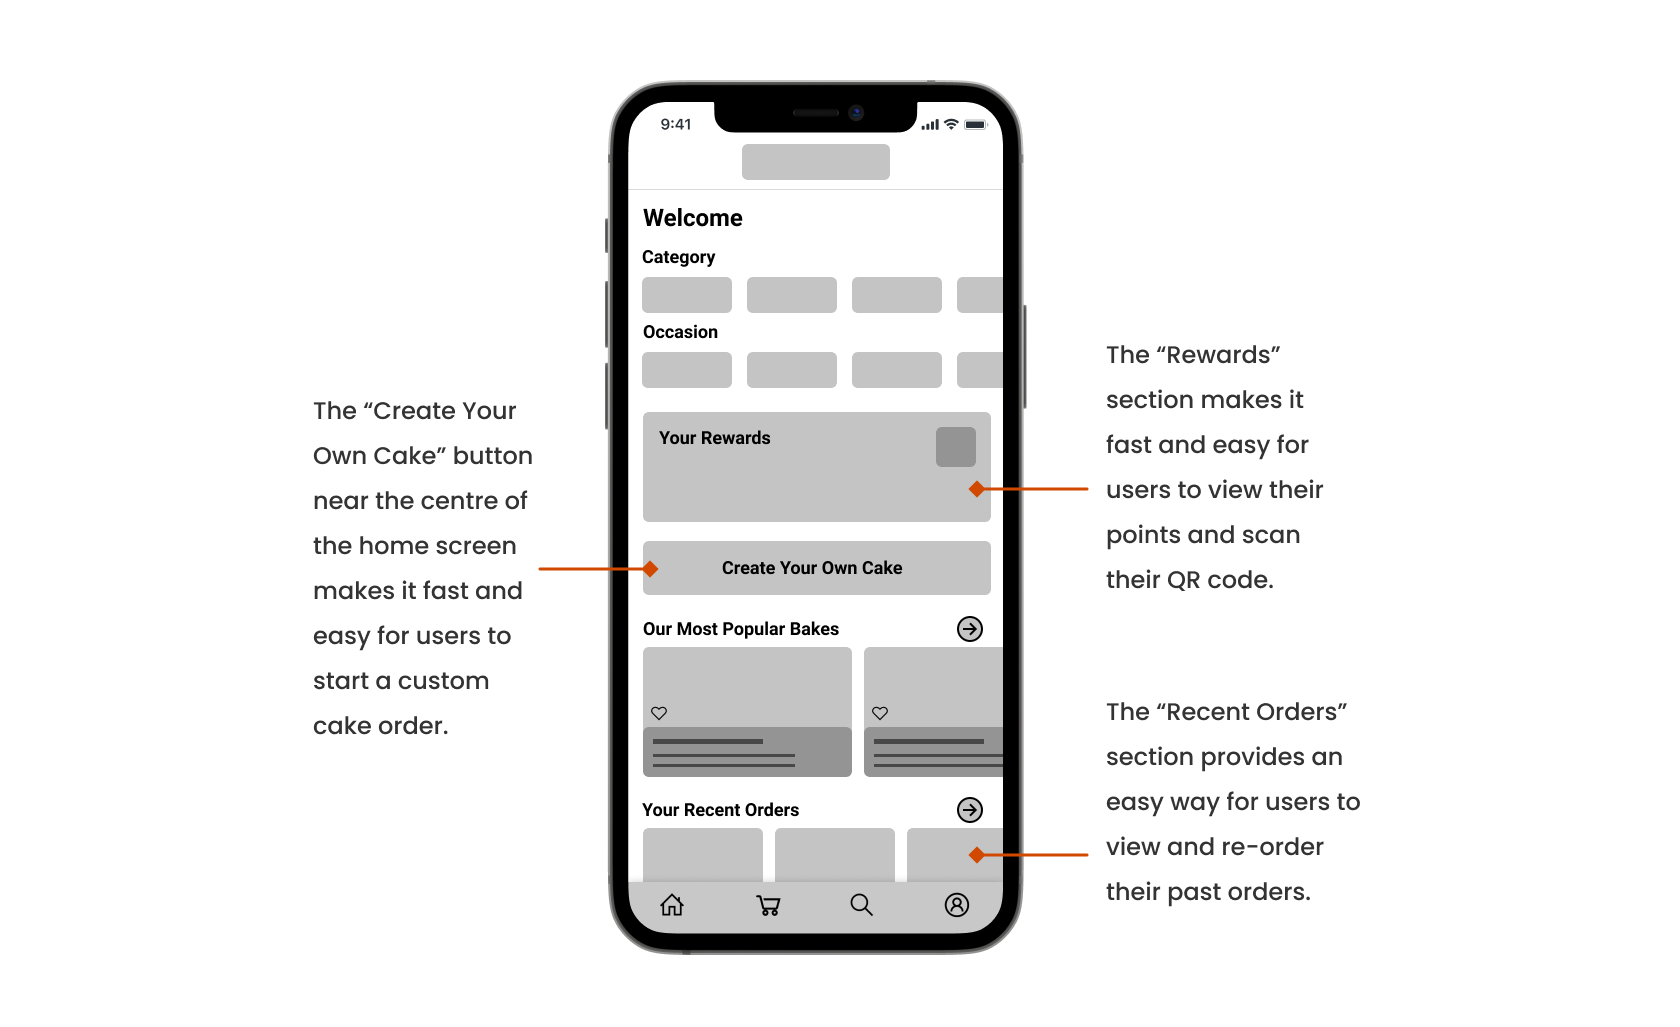 9:41
Welcome
Category
Occasion
Your Rewards
Create Your Own Cake
Our Most Popular Bakes
Your Recent Orders
The “Create Your
Own Cake” button
near the centre of
the home screen
makes it fast and
easy for users to
start a custom
cake order.
The “Rewards”
section makes it
fast and easy for
users to view their
points and scan
their QR code.
The “Recent Orders”
section provides an
easy way for users to
view and re-order
their past orders.